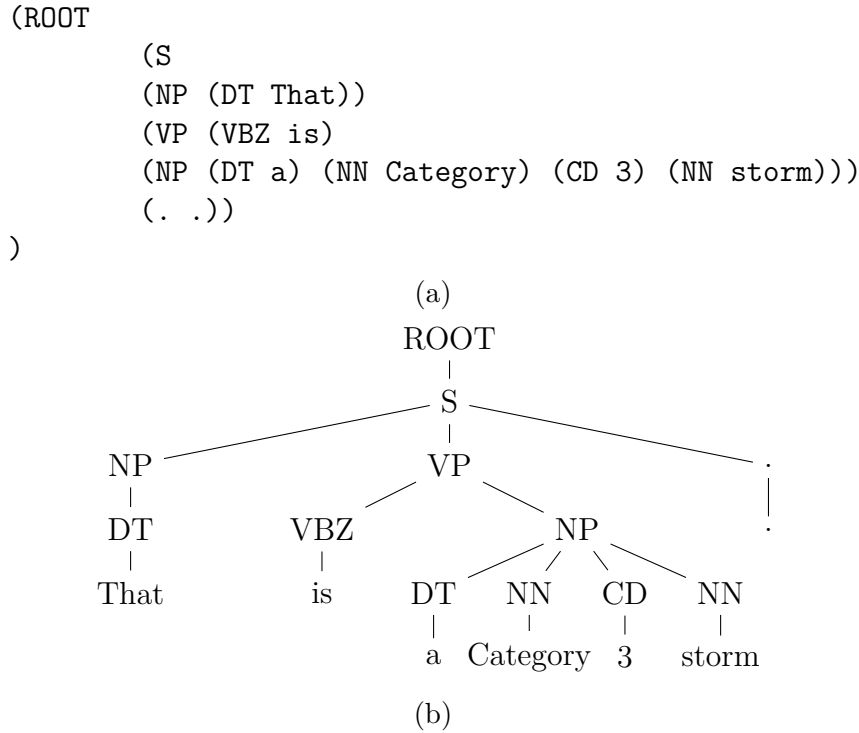 (ROOT
(S
(NP (DT That))
(VP (VBZ is)
(NP (DT a) (NN Category) (CD 3) (NN storm)))
(. .))
)
(a)
ROOT
S
NP VP .
DT VBZ NP .
That is DT NN CD NN
a Category 3 storm
(b)